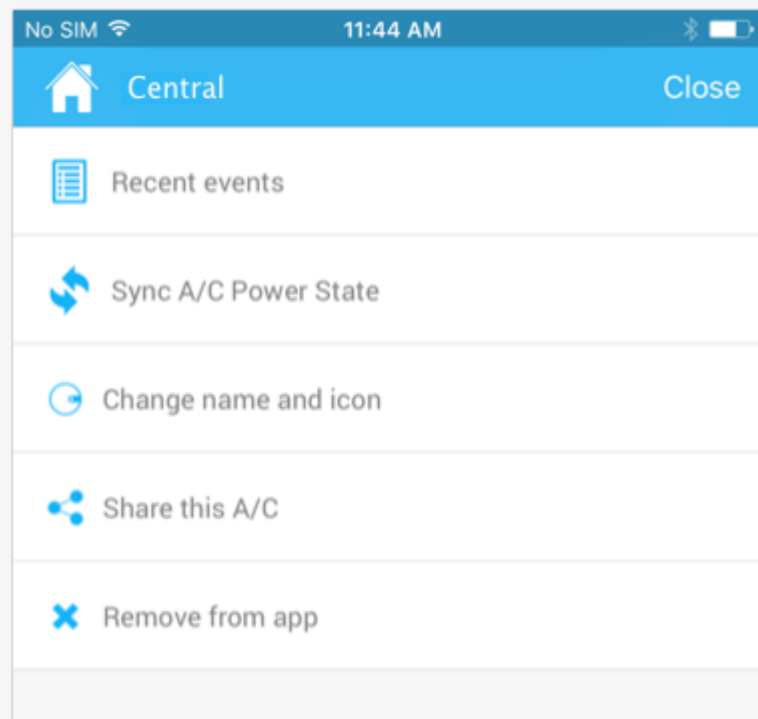 No SIM 11:44 AM
Central Close
Recent events
Sync A/C Power State
Change name and icon
Share this A/C
Remove from app